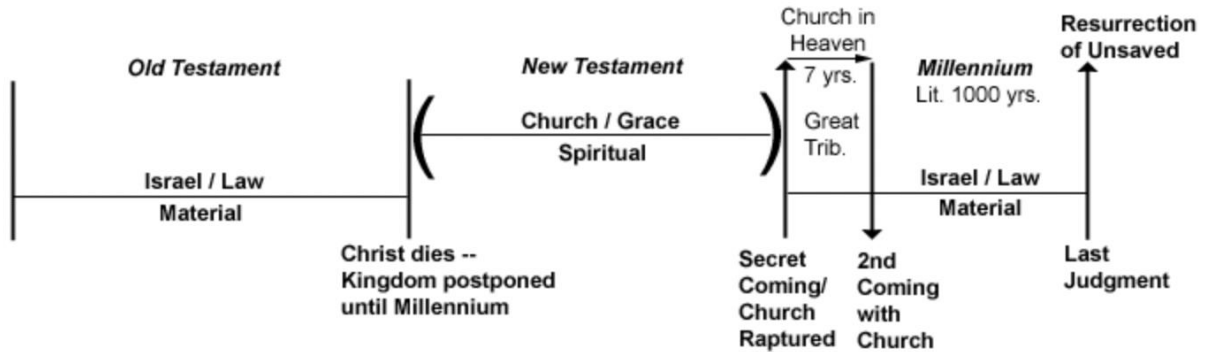 Old Testament
Israel / Law
Material
Christ dies --
Kingdom postponed
until Millennium
New Testament
Church / Grace
Spiritual
Church in
Heaven
7 yrs.
Great
Trib.
Secret
Coming/
Church
Raptured
2nd
Coming
with
Church
Millennium
Lit. 1000 yrs.
Israel / Law
Material
Resurrection
of Unsaved
Last
Judgment